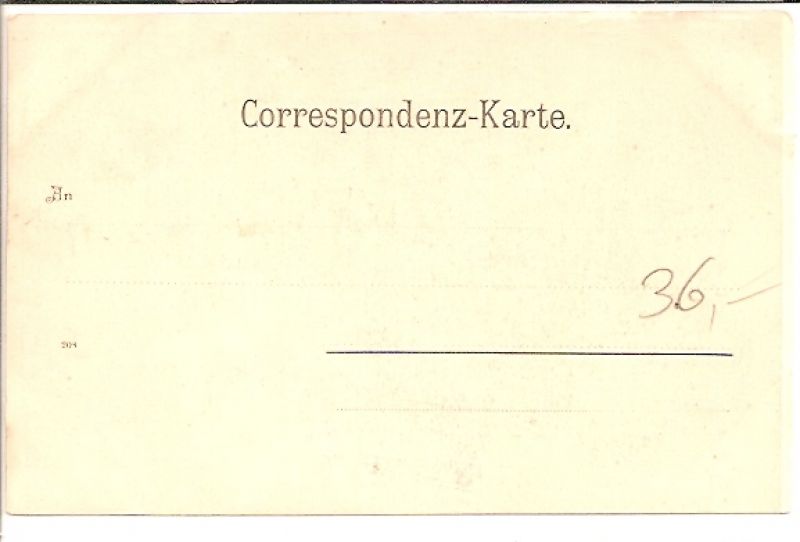 Correspondenz-Karte.
An
36,-